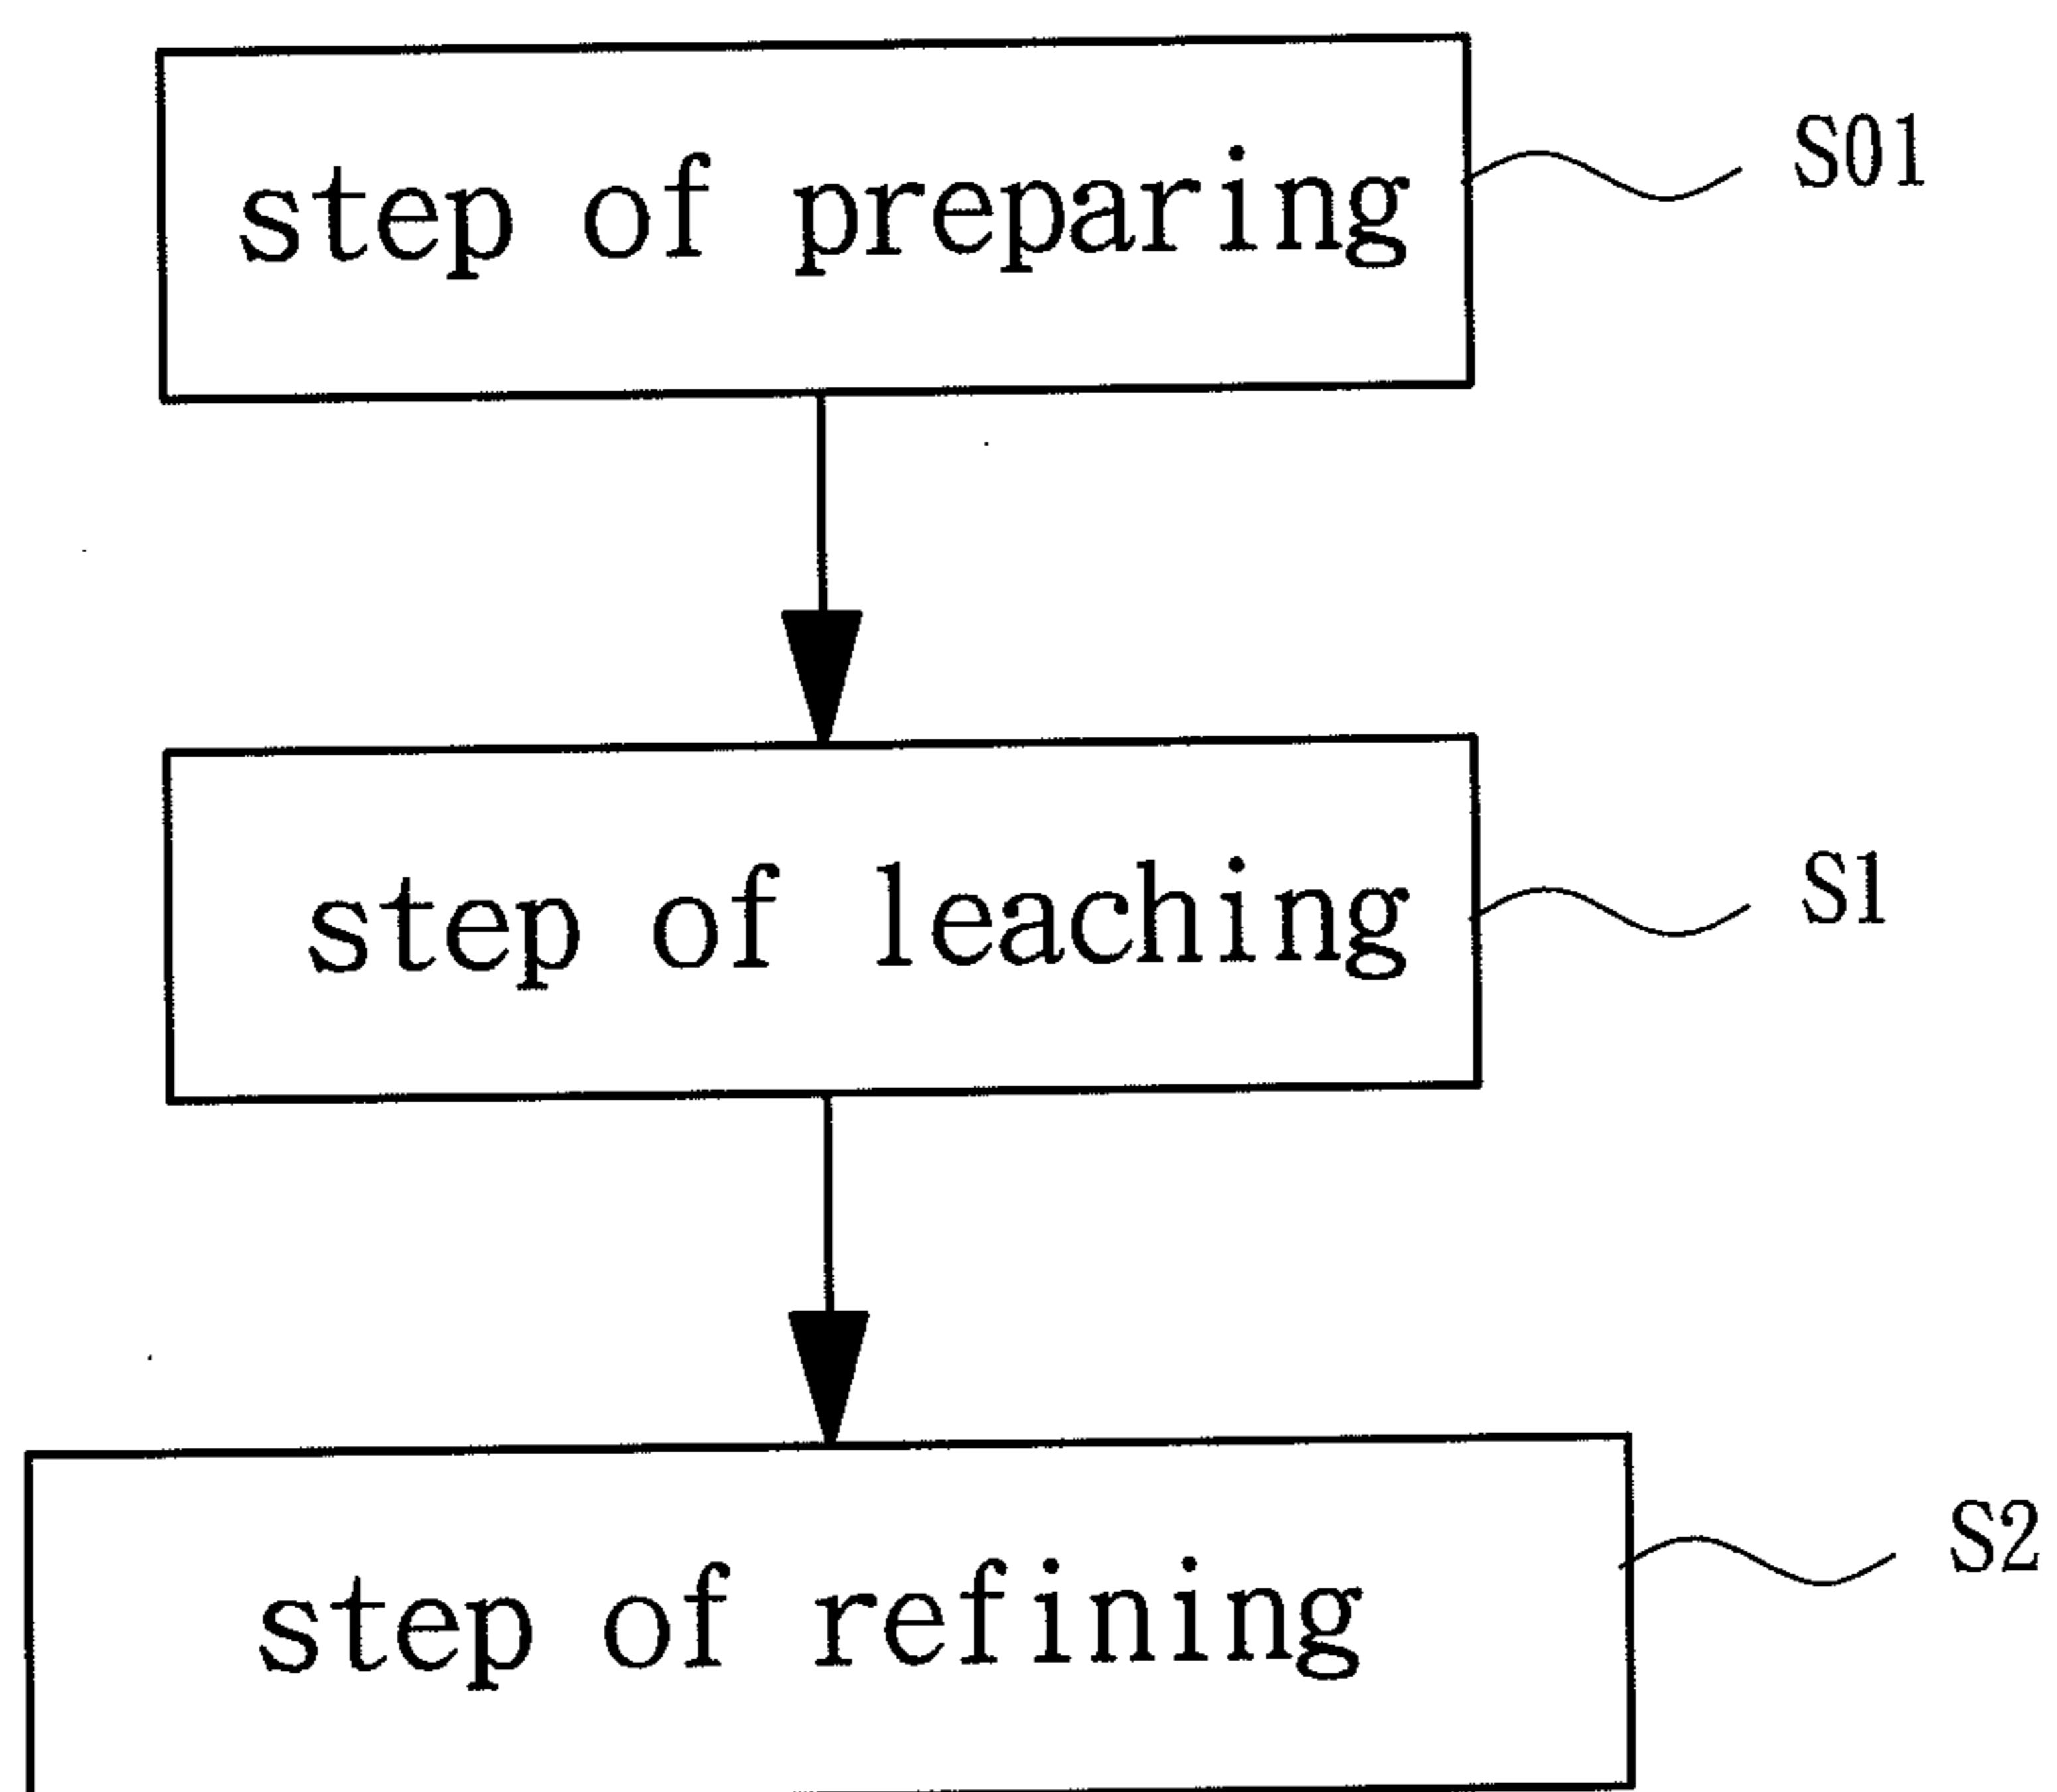 step of preparing
S01
step of leaching
S1
step of refining
S2